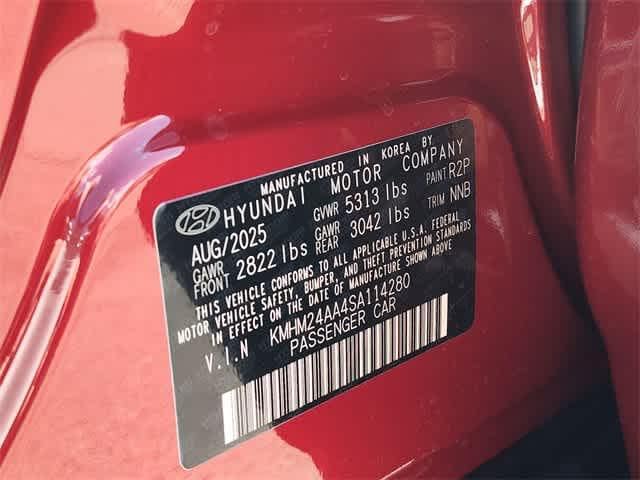 MANUFACTURED IN KOREA BY
HYUNDAI MOTOR COMPANY
AUG/2025 GVWR 5313 lbs PAINT R2P
GAWR FRONT 2822 lbs GAWR REAR 3042 lbs TRIM NNB
THIS VEHICLE CONFORMS TO ALL APPLICABLE U.S.A. FEDERAL
MOTOR VEHICLE SAFETY, BUMPER, AND THEFT PREVENTION STANDARDS
IN EFFECT ON THE DATE OF MANUFACTURE SHOWN ABOVE.
V.I.N KMHM24AA4SA114280
PASSENGER CAR